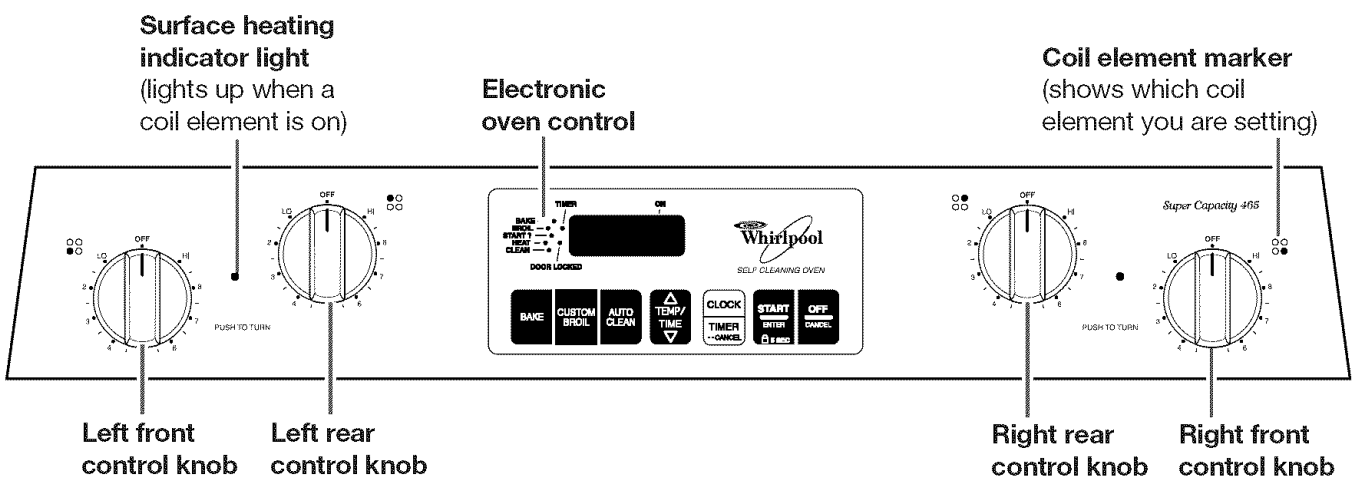 Surface heating
indicator light
(lights up when a
coil element is on)
Electronic
oven control
Coil element marker
(shows which coil
element you are setting)
OFF
LO
HI
2
3
4
6
7
8
OFF
LO
HI
2
3
4
6
7
8
PUSH TO TURN
TIMER
ON
BAKE
BROIL
START ?
HEAT
CLEAN
DOOR LOCKED
Whirlpool
SELF CLEANING OVEN
BAKE
CUSTOM
BROIL
AUTO
CLEAN
TEMP/
TIME
CLOCK
TIMER
CANCEL
START
ENTER
5 SEC
OFF
CANCEL
OFF
LO
HI
2
3
4
6
7
8
Super Capacity 465
OFF
LO
HI
2
3
4
6
7
8
PUSH TO TURN
Left front
control knob
Left rear
control knob
Right rear
control knob
Right front
control knob